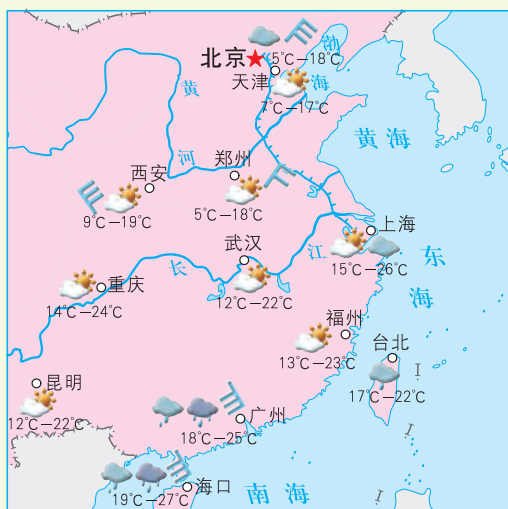 北京
5℃—18℃
渤
海
天津
7℃—17℃
黄
河
黄海
西安
9℃—19℃
郑州
5℃—18℃
上海
15℃—26℃
东
海
武汉
12℃—22℃
江
长
重庆
14℃—24℃
福州
13℃—23℃
台北
17℃—22℃
昆明
12℃—22℃
广州
18℃—25℃
海口
19℃—27℃
南海